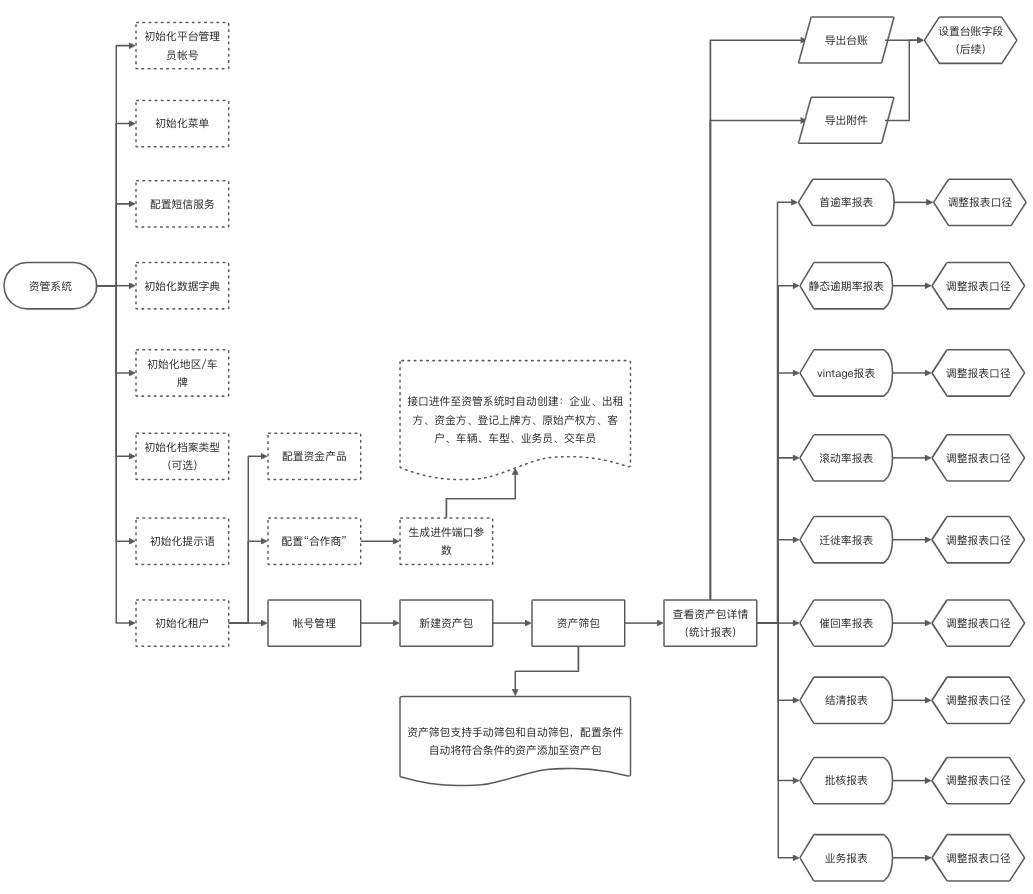 初始化平台管理
员帐号
初始化菜单
配置短信服务
资管系统
初始化数据字典
初始化地区/车
牌
初始化档案类型
(可选)
初始化提示语
初始化租户
配置资金产品
配置“合作商”
帐号管理
接口进件至资管系统时自动创建：企业、出租
方、资金方、登记上牌方、原始产权方、客
户、车辆、车型、业务员、交车员
生成进件端口参
数
新建资产包
资产筛包
资产筛包支持手动筛包和自动筛包，配置条件
自动将符合条件的资产添加至资产包
查看资产包详情
(统计报表)
导出台账
设置台账字段
(后续)
导出附件
首逾率报表
调整报表口径
静态逾期率报表
调整报表口径
vintage报表
调整报表口径
滚动率报表
调整报表口径
迁徙率报表
调整报表口径
催回率报表
调整报表口径
结清报表
调整报表口径
批核报表
调整报表口径
业务报表
调整报表口径